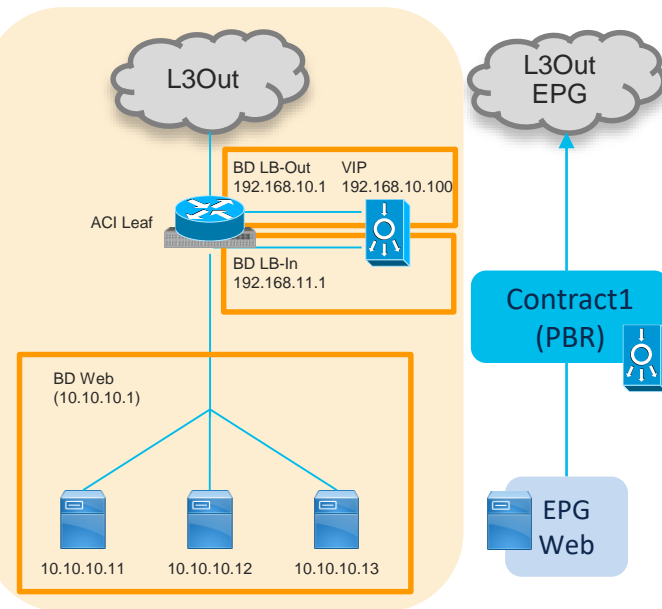 L3Out
BD LB-Out
192.168.10.1
VIP
192.168.10.100
ACI Leaf
BD LB-In
192.168.11.1
BD Web
(10.10.10.1)
10.10.10.11
10.10.10.12
10.10.10.13
L3Out
EPG
Contract1
(PBR)
EPG
Web